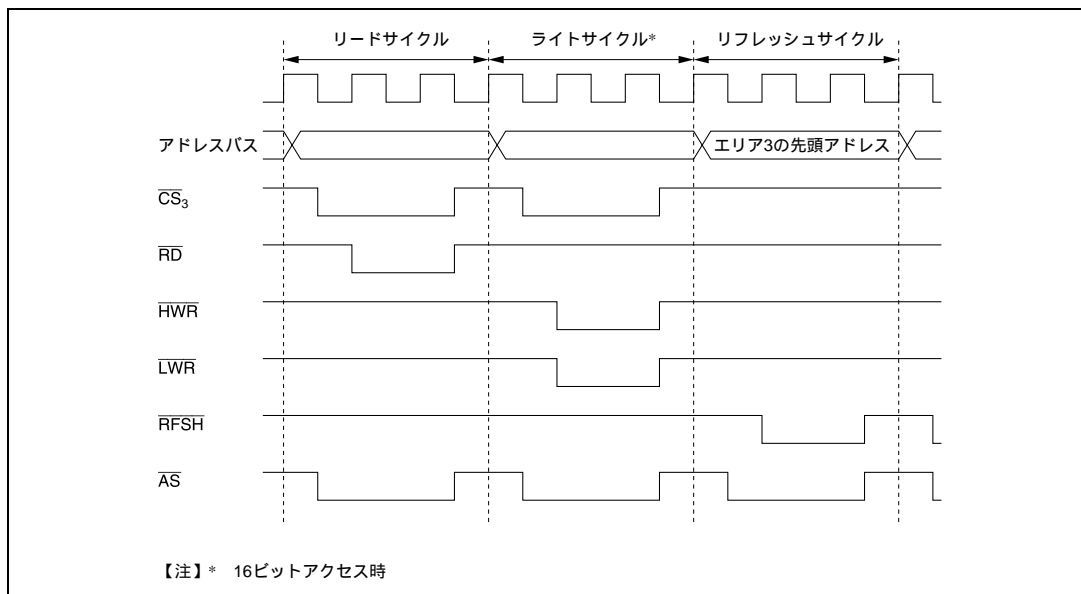 リードサイクル ライトサイクル* リフレッシュサイクル
アドレスバス エリア3の先頭アドレス
CS3
RD
HWR
LWR
RFSH
AS
【注】* 16ビットアクセス時